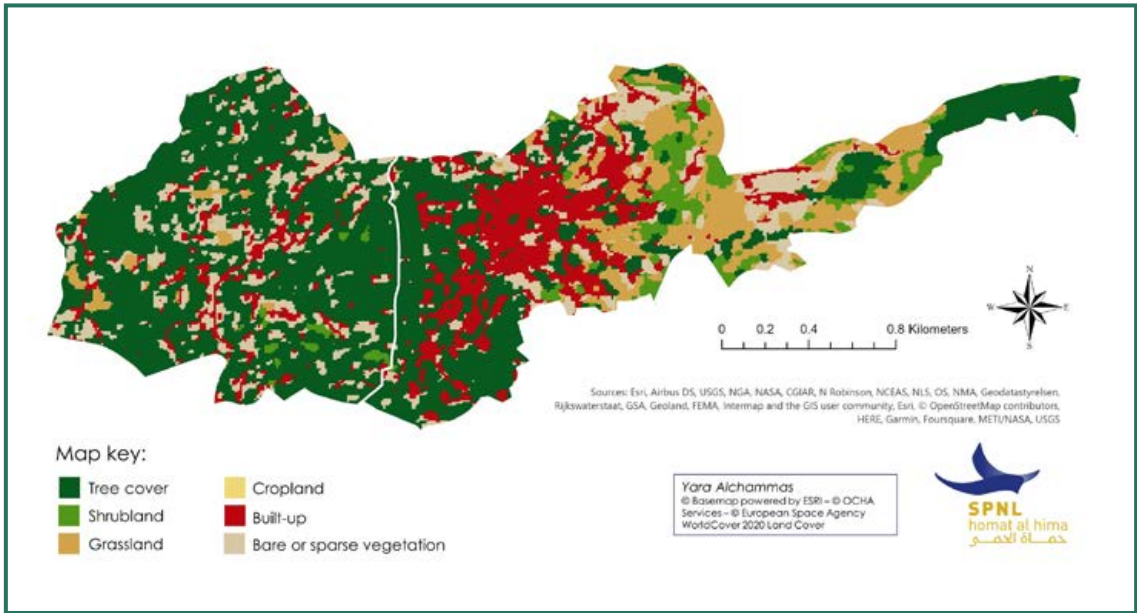 N
W
E
S
0 0.2 0.4 0.8 Kilometers
Sources: Esri, Airbus DS, USGS, NGA, NASA, CGIAR, N Robinson, NCEAS, NLS, OS, NMA, Geodatastyrelsen,
Rijkswaterstaat, GSA, Geoland, FEMA, Intermap and the GIS user community, Esri, © OpenStreetMap contributors,
HERE, Garmin, Foursquare, METI/NASA, USGS
Map key:
Tree cover
Shrubland
Grassland
Cropland
Built-up
Bare or sparse vegetation
Yara Alchammas
© Basemap powered by ESRI – © OCHA
Services – © European Space Agency
WorldCover 2020 Land Cover
SPNL
homat al hima
حمـاة الحمى